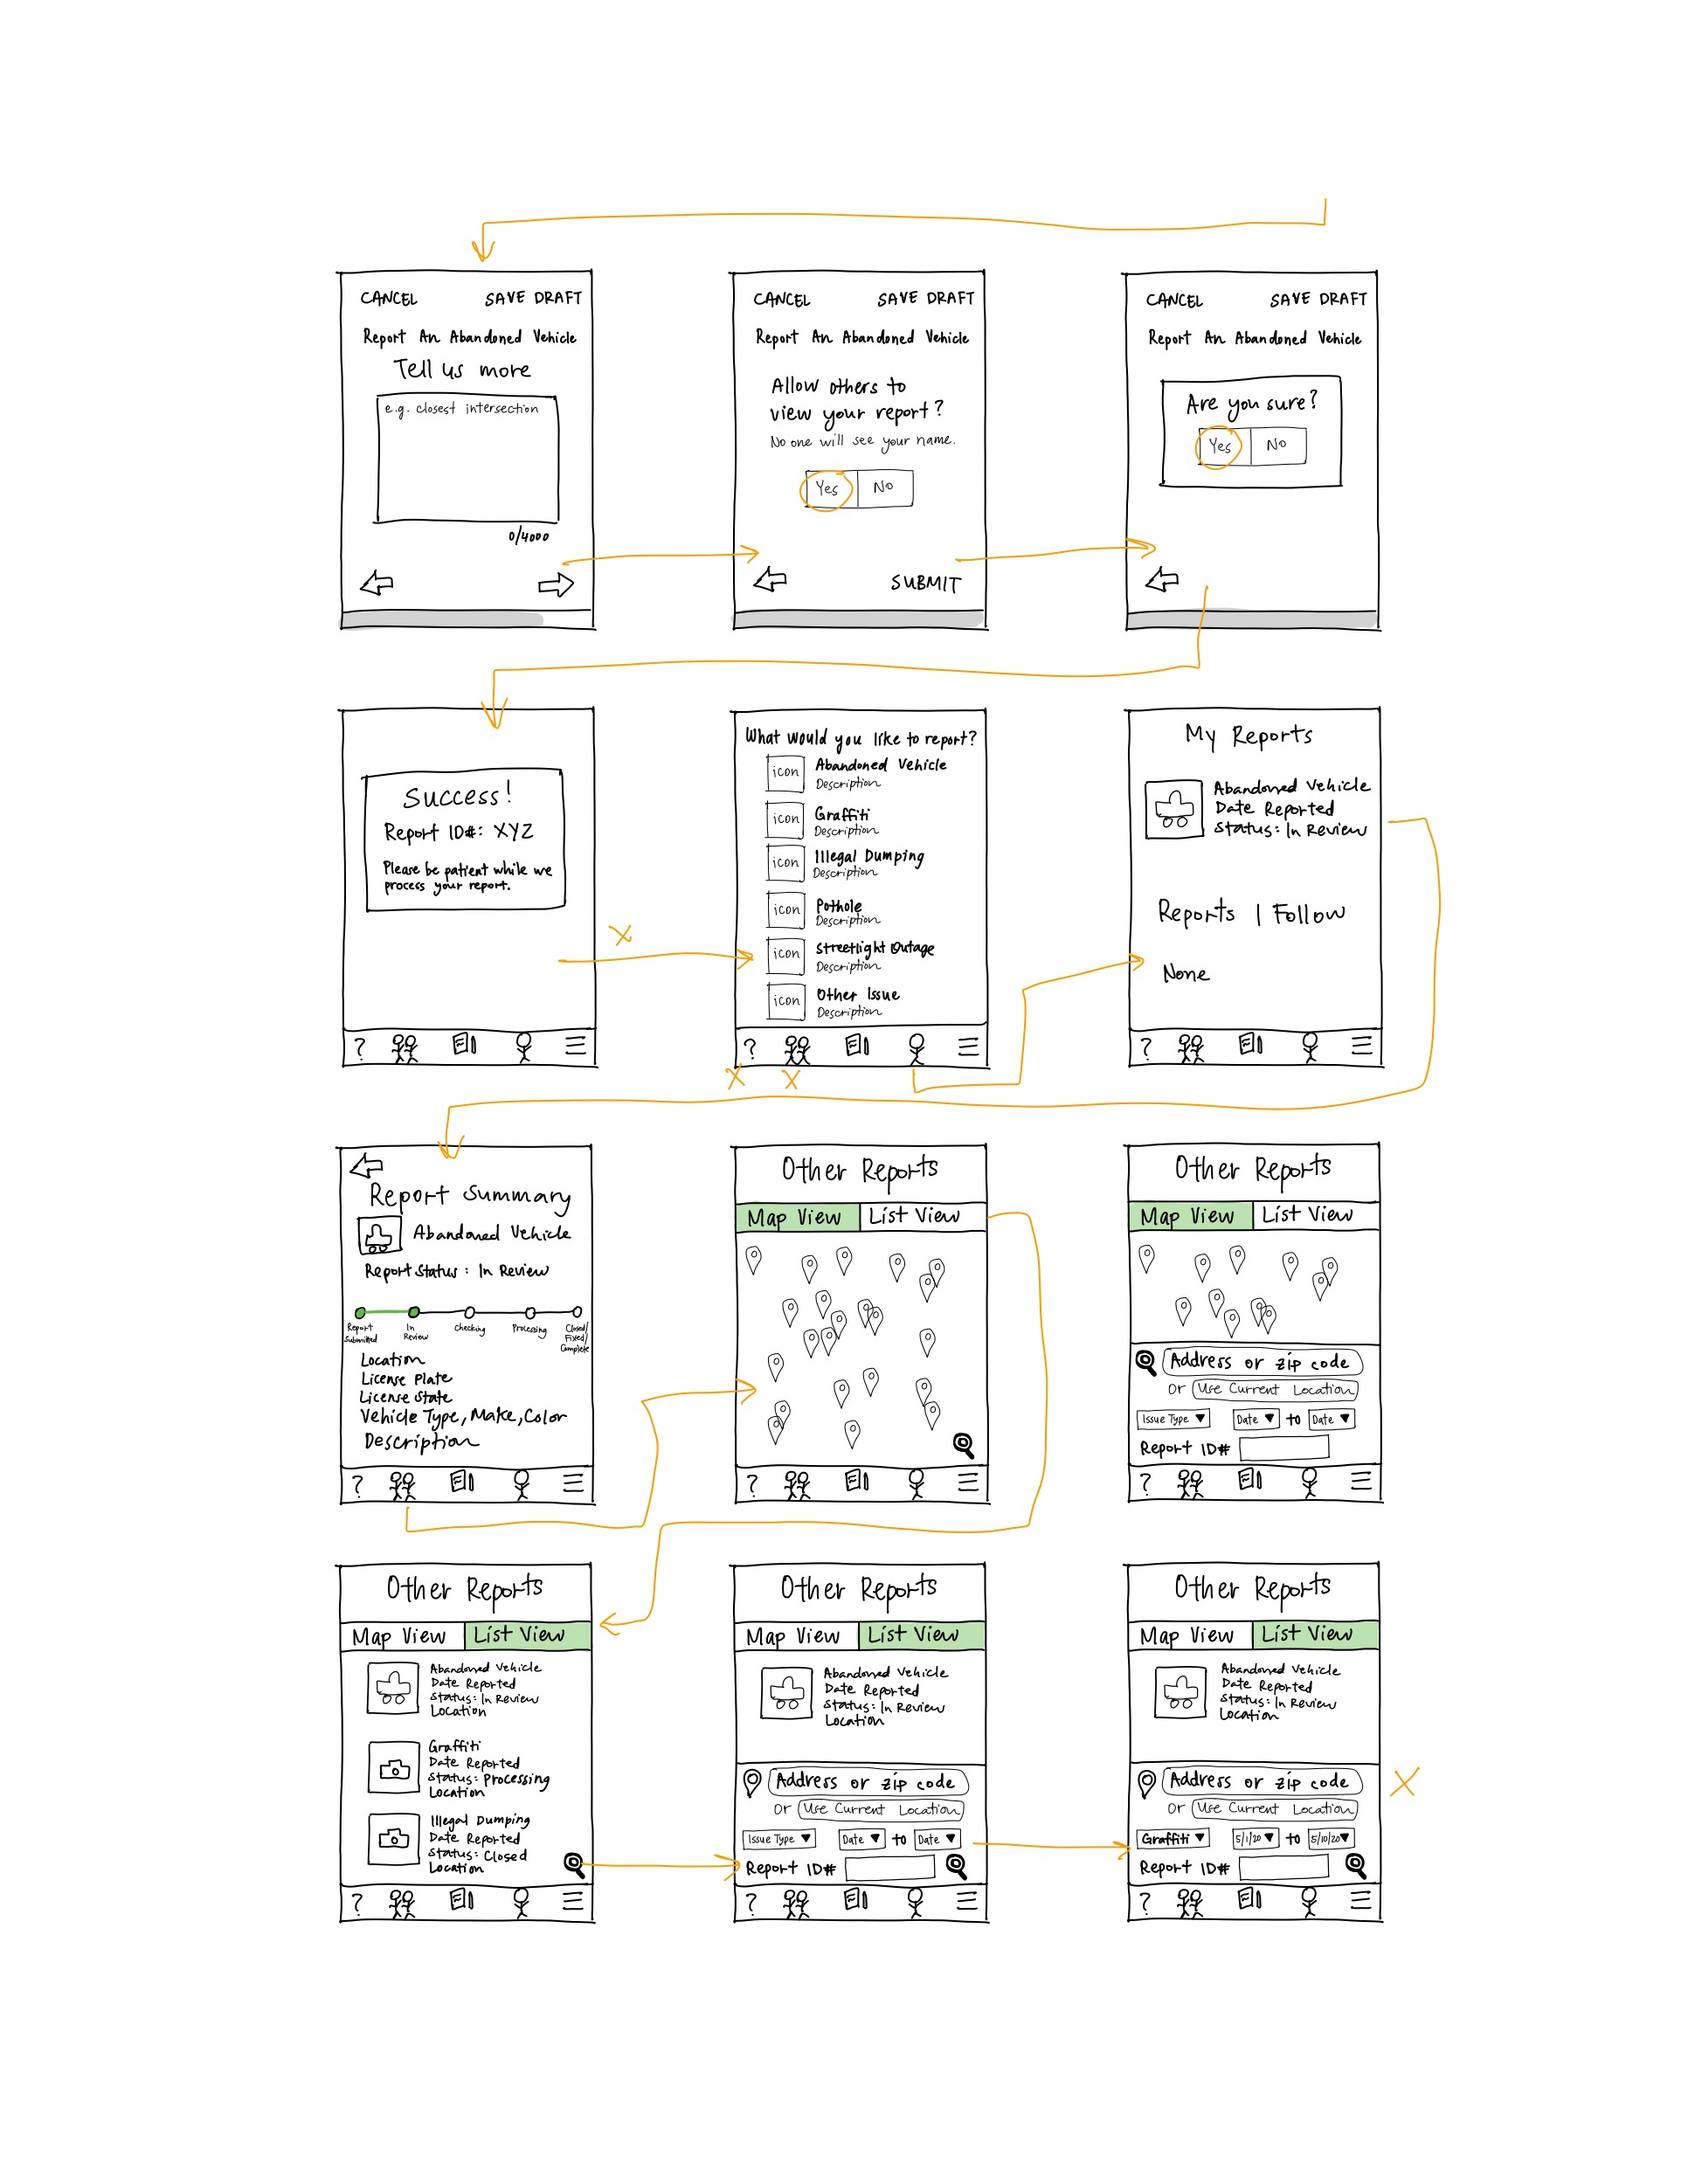 CANCEL SAVE DRAFT
Report An Abandoned Vehicle
Tell us more
e.g. closest intersection
0/4000
CANCEL SAVE DRAFT
Report An Abandoned Vehicle
Allow others to
view your report?
No one will see your name.
Yes No
SUBMIT
CANCEL SAVE DRAFT
Report An Abandoned Vehicle
Are you sure?
Yes No
Success!
Report ID#: XYZ
Please be patient while we
process your report.
?
What would you like to report?
icon Abandoned Vehicle
Description
icon Graffiti
Description
icon Illegal Dumping
Description
icon Pothole
Description
icon Streetlight Outage
Description
icon Other Issue
Description
?
My Reports
Abandoned Vehicle
Date Reported
Status: In Review
Reports I Follow
None
?
Report Summary
Abandoned Vehicle
Report Status: In Review
Report Submitted
In Review
Checking
Processing
Closed/ Fixed/ Complete
Location
License Plate
License State
Vehicle Type, Make, Color
Description
?
Other Reports
Map View List View
?
Other Reports
Map View List View
Address or zip code
or Use Current Location
Issue Type Date to Date
Report ID#
?
Other Reports
Map View List View
Abandoned Vehicle
Date Reported
Status: In Review
Location
Graffiti
Date Reported
Status: Processing
Location
Illegal Dumping
Date Reported
Status: Closed
Location
?
Other Reports
Map View List View
Abandoned Vehicle
Date Reported
Status: In Review
Location
Address or zip code
or Use Current Location
Issue Type Date to Date
Report ID#
?
Other Reports
Map View List View
Abandoned Vehicle
Date Reported
Status: In Review
Location
Address or zip code
or Use Current Location
Graffiti 5/1/20 to 5/10/20
Report ID#
?